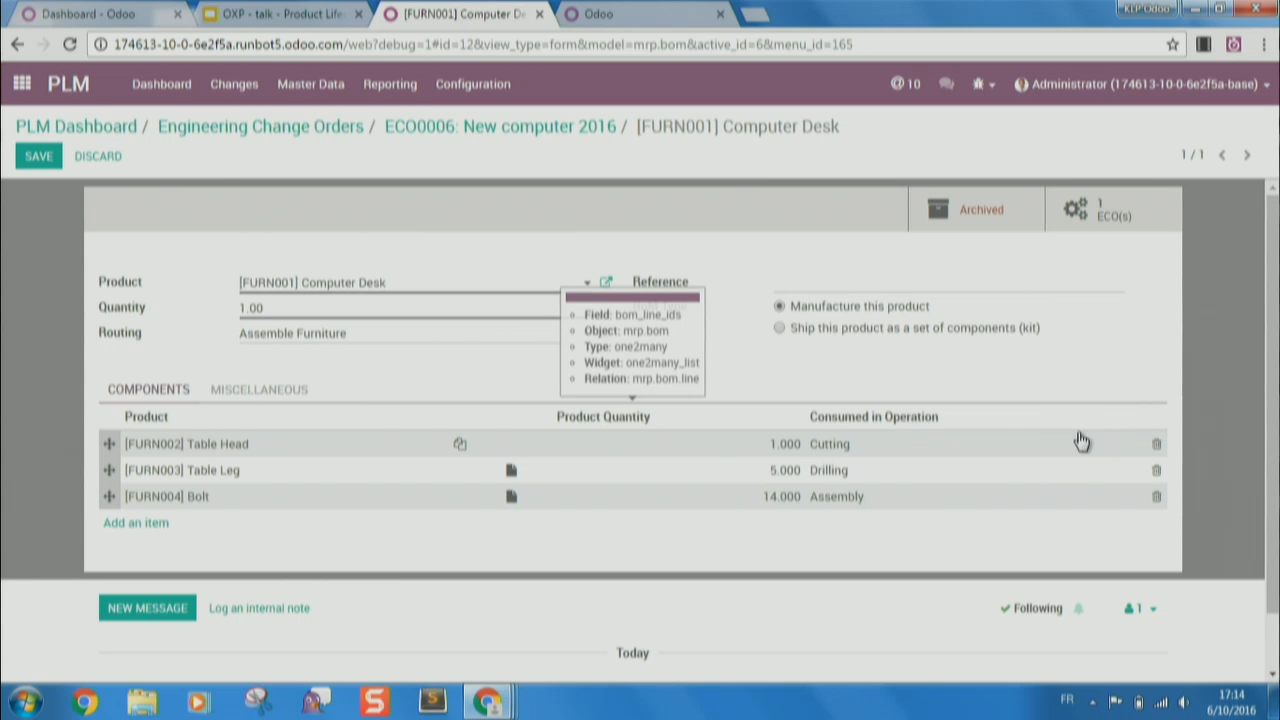 Dashboard - Odoo
OXP - talk - Product Life
[FURN001] Computer De
Odoo
KLP Odoo
174613-10-0-6e2f5a.runbot5.odoo.com/web?debug=1#id=12&view_type=form&model=mrp.bom&active_id=6&menu_id=165
PLM
Dashboard
Changes
Master Data
Reporting
Configuration
@ 10
Administrator (174613-10-0-6e2f5a-base)
PLM Dashboard / Engineering Change Orders / ECO0006: New computer 2016 / [FURN001] Computer Desk
SAVE
DISCARD
1 / 1
Archived
1
ECO(s)
Product
[FURN001] Computer Desk
Reference
Quantity
1.00
Manufacture this product
Routing
Assemble Furniture
Ship this product as a set of components (kit)
Field: bom_line_ids
Object: mrp.bom
Type: one2many
Widget: one2many_list
Relation: mrp.bom.line
COMPONENTS
MISCELLANEOUS
Product
Product Quantity
Consumed in Operation
[FURN002] Table Head
1.000
Cutting
[FURN003] Table Leg
5.000
Drilling
[FURN004] Bolt
14.000
Assembly
Add an item
NEW MESSAGE
Log an internal note
Following
1
Today
FR
17:14
6/10/2016